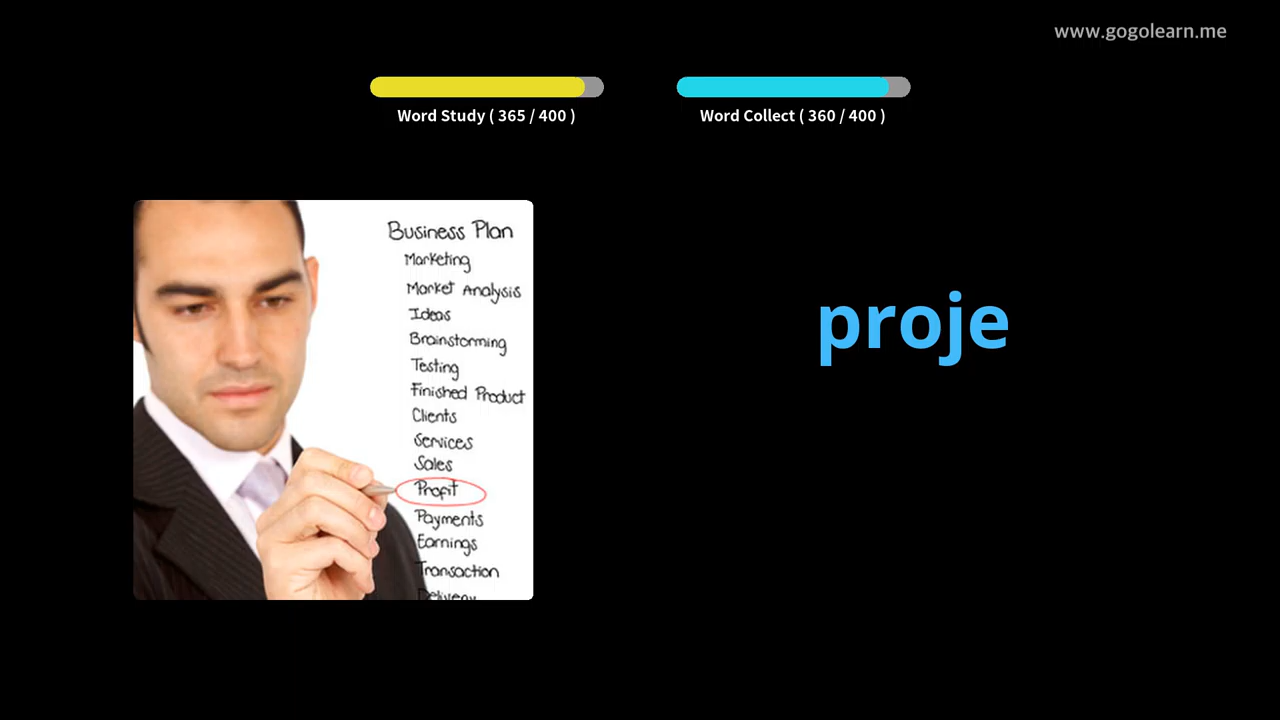 www.gogolearn.me
Word Study ( 365 / 400 )
Word Collect ( 360 / 400 )
Business Plan
Marketing
Market Analysis
Ideas
Brainstorming
Testing
Finished Product
Clients
Services
Sales
Profit
Payments
Earnings
Transaction
Delivery
proje